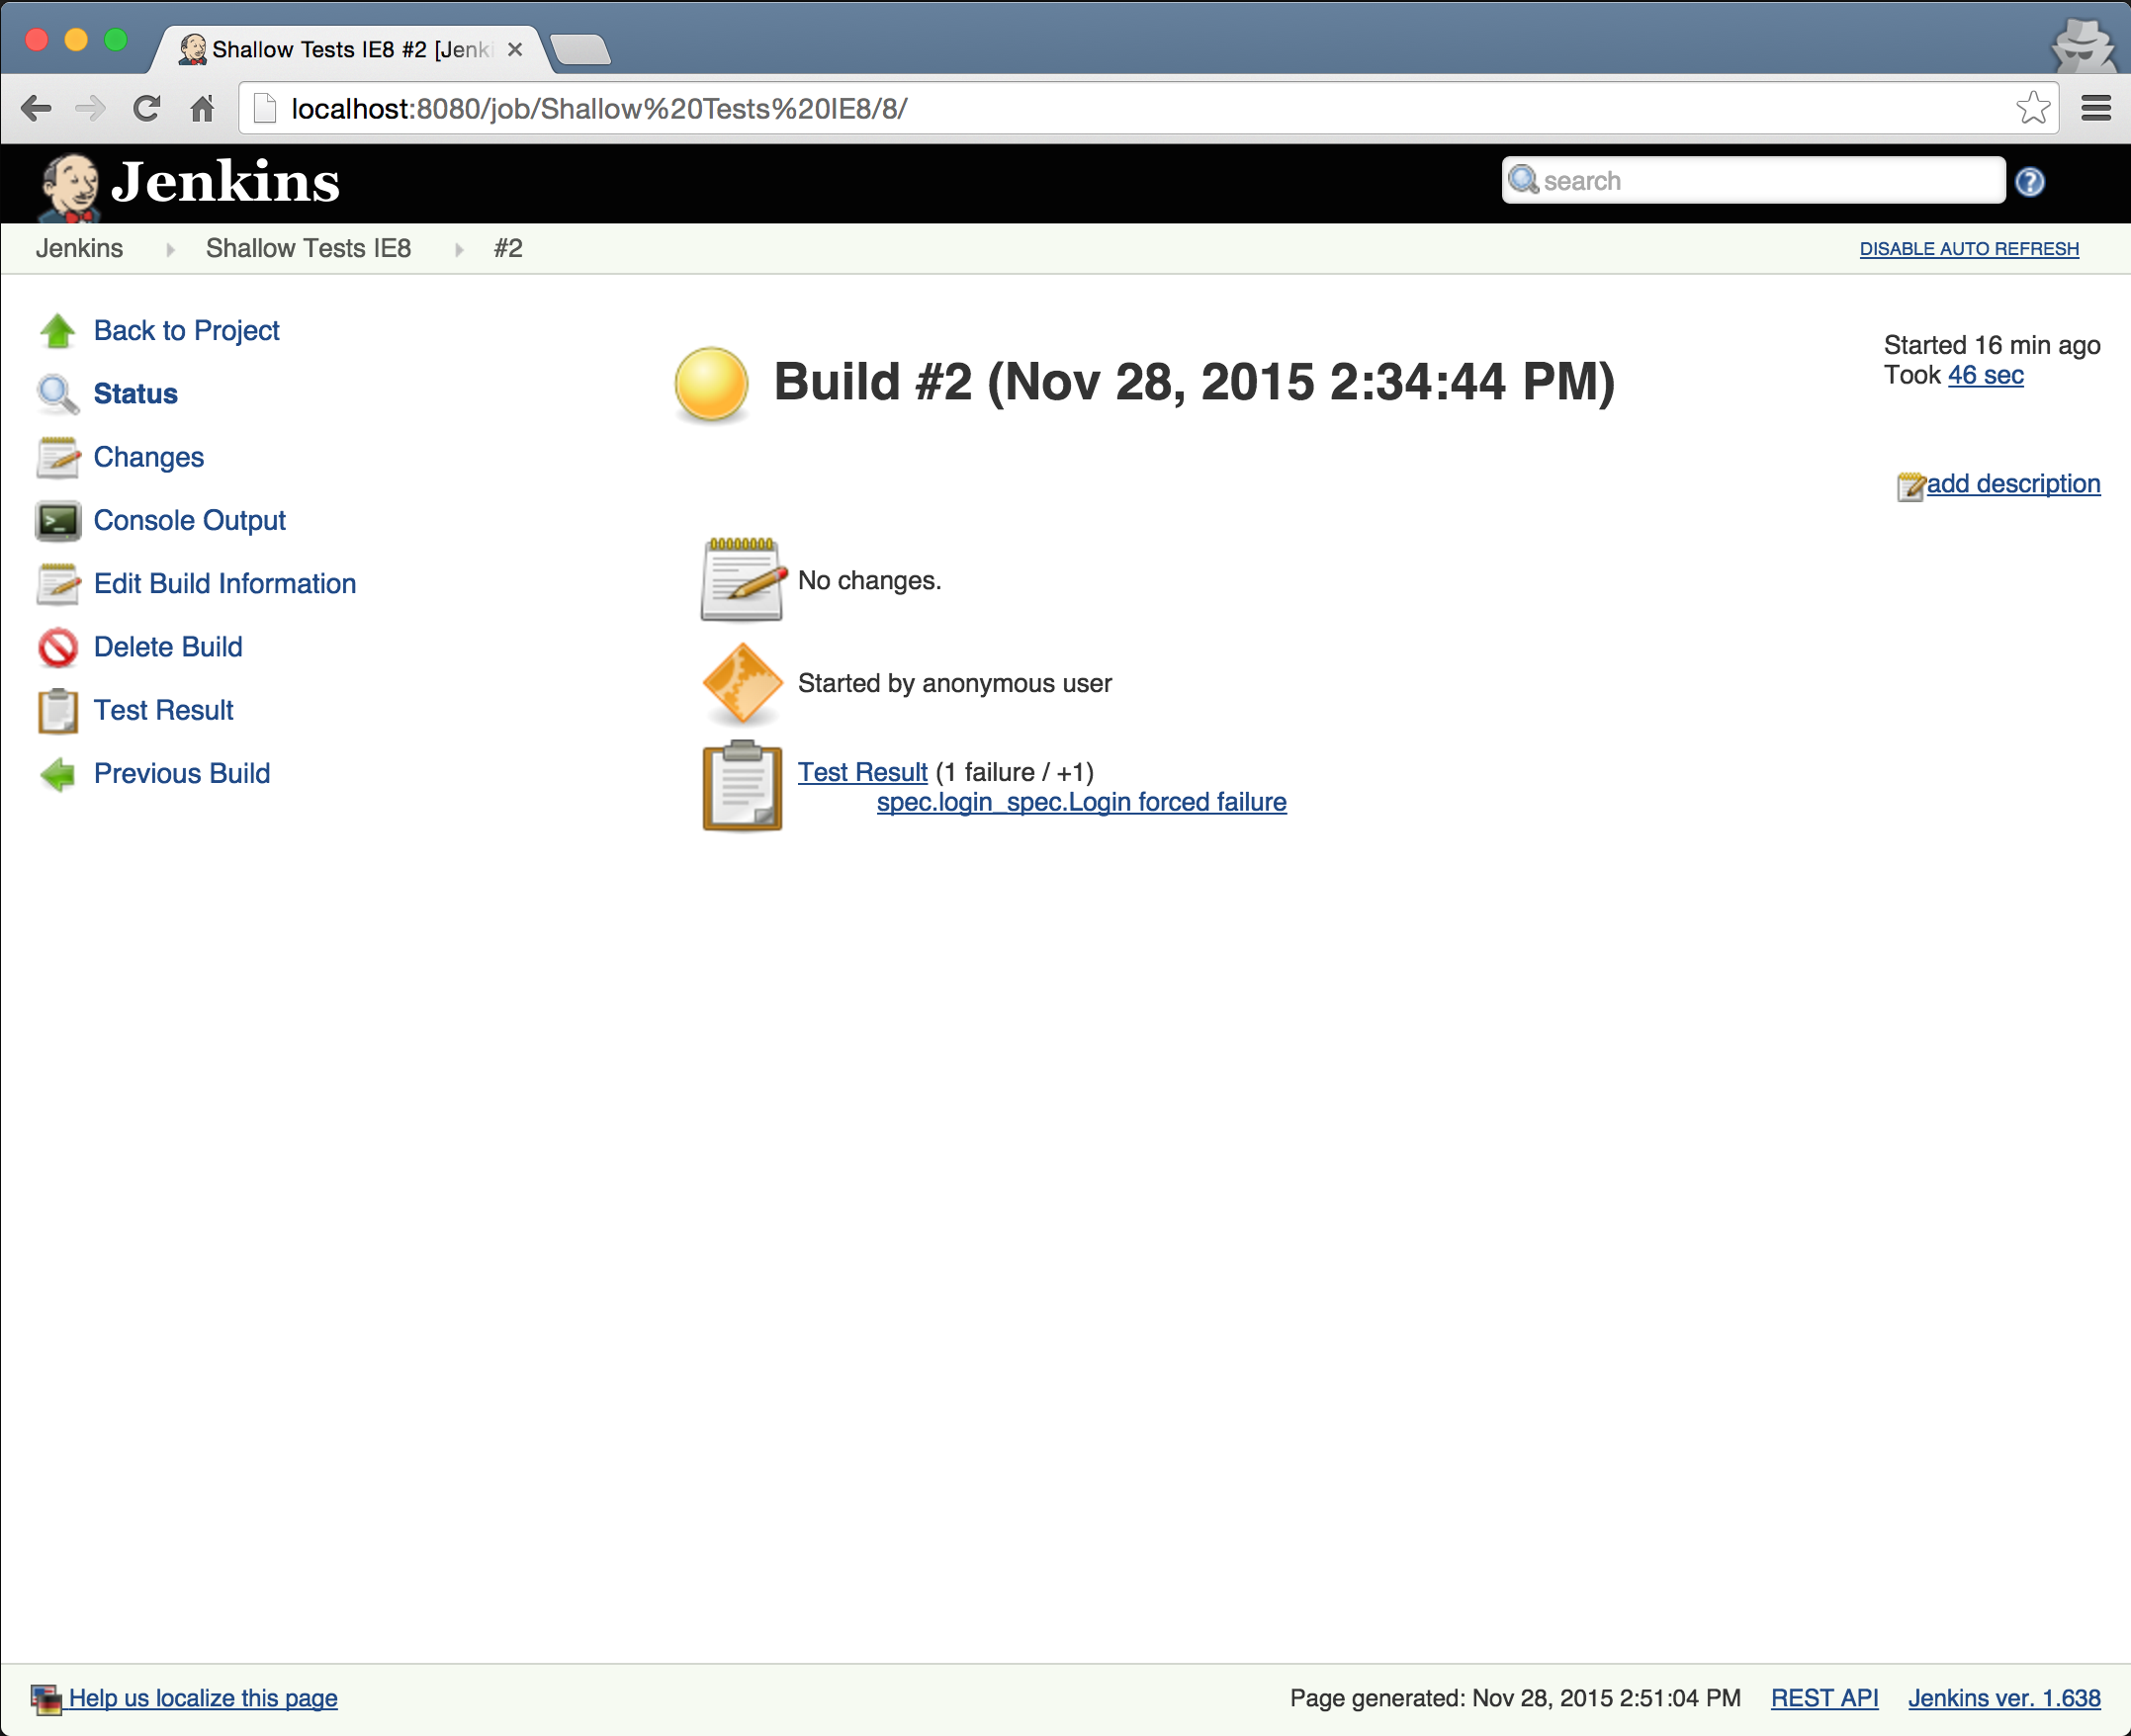 Shallow Tests IE8 #2 [Jenki
localhost:8080/job/Shallow%20Tests%20IE8/8/
Jenkins
search
Jenkins
Shallow Tests IE8
#2
DISABLE AUTO REFRESH
Back to Project
Status
Changes
Console Output
Edit Build Information
Delete Build
Test Result
Previous Build
Build #2 (Nov 28, 2015 2:34:44 PM)
Started 16 min ago
Took 46 sec
add description
No changes.
Started by anonymous user
Test Result (1 failure / +1)
spec.login_spec.Login forced failure
Help us localize this page
Page generated: Nov 28, 2015 2:51:04 PM
REST API
Jenkins ver. 1.638